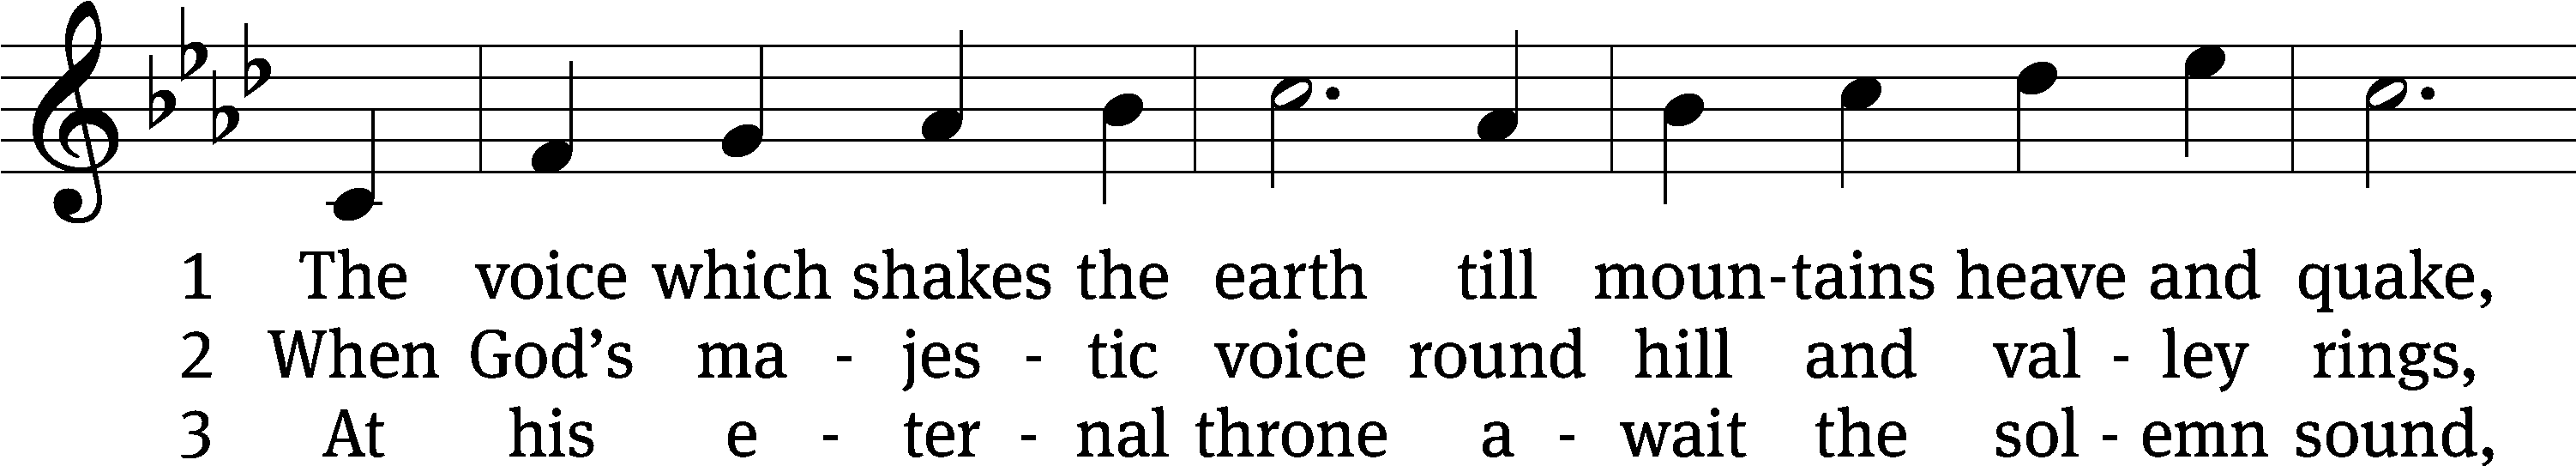 1 The voice which shakes the earth till moun-tains heave and quake,
2 When God’s ma - jes - tic voice round hill and val - ley rings,
3 At his e - ter - nal throne a - wait the sol - emn sound,